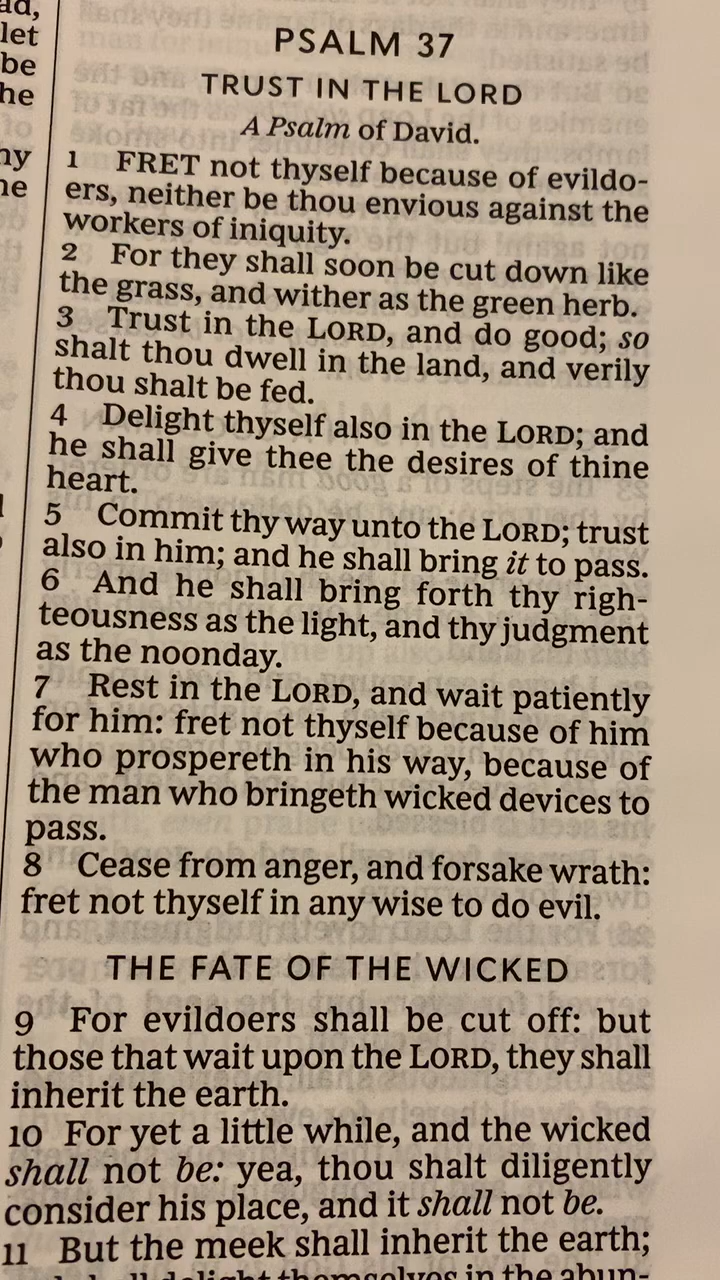 let
be
PSALM 37
TRUST IN THE LORD
A Psalm of David.
1 FRET not thyself because of evildo-
ers, neither be thou envious against the
workers of iniquity.
2 For they shall soon be cut down like
the grass, and wither as the green herb.
3 Trust in the LORD, and do good; so
shalt thou dwell in the land, and verily
thou shalt be fed.
4 Delight thyself also in the LORD; and
he shall give thee the desires of thine
heart.
5 Commit thy way unto the LORD; trust
also in him; and he shall bring it to pass.
6 And he shall bring forth thy righ-
teousness as the light, and thy judgment
as the noonday.
7 Rest in the LORD, and wait patiently
for him: fret not thyself because of him
who prospereth in his way, because of
the man who bringeth wicked devices to
pass.
8 Cease from anger, and forsake wrath:
fret not thyself in any wise to do evil.
THE FATE OF THE WICKED
9 For evildoers shall be cut off: but
those that wait upon the LORD, they shall
inherit the earth.
10 For yet a little while, and the wicked
shall not be: yea, thou shalt diligently
consider his place, and it shall not be.
11 But the meek shall inherit the earth;
delight themselves in the abun-